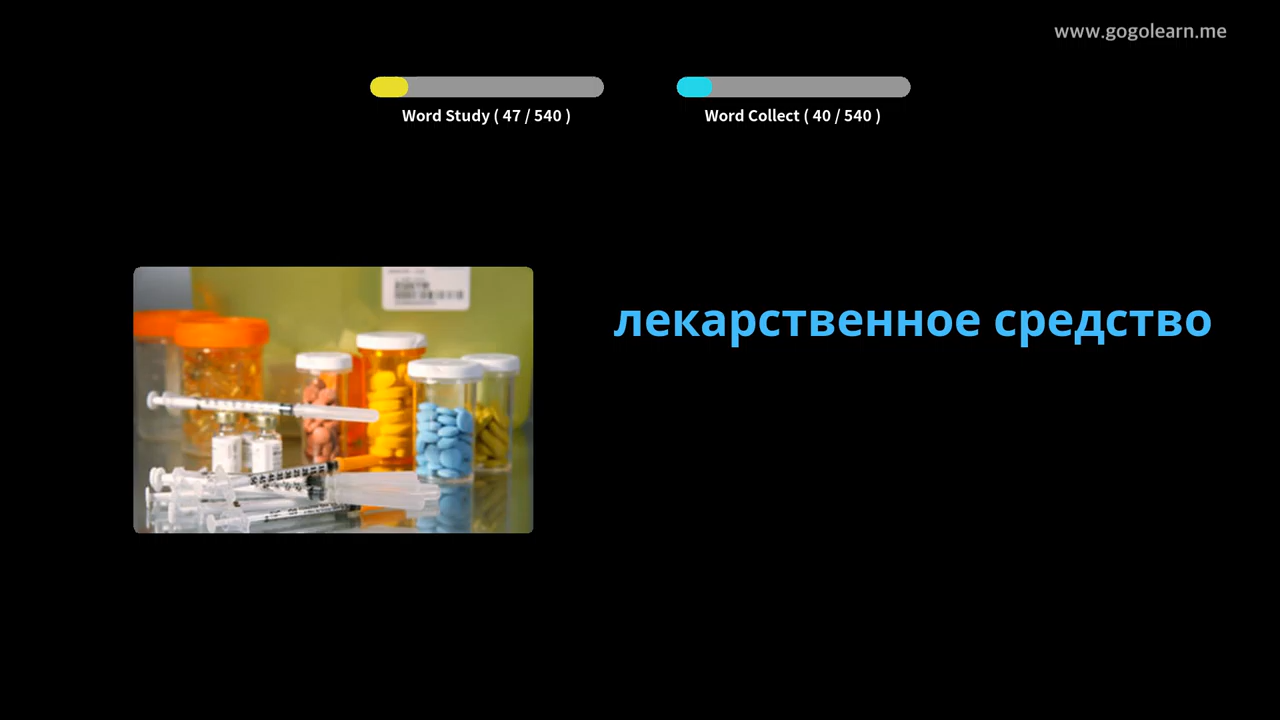 www.gogolearn.me
Word Study ( 47 / 540 )
Word Collect ( 40 / 540 )
лекарственное средство